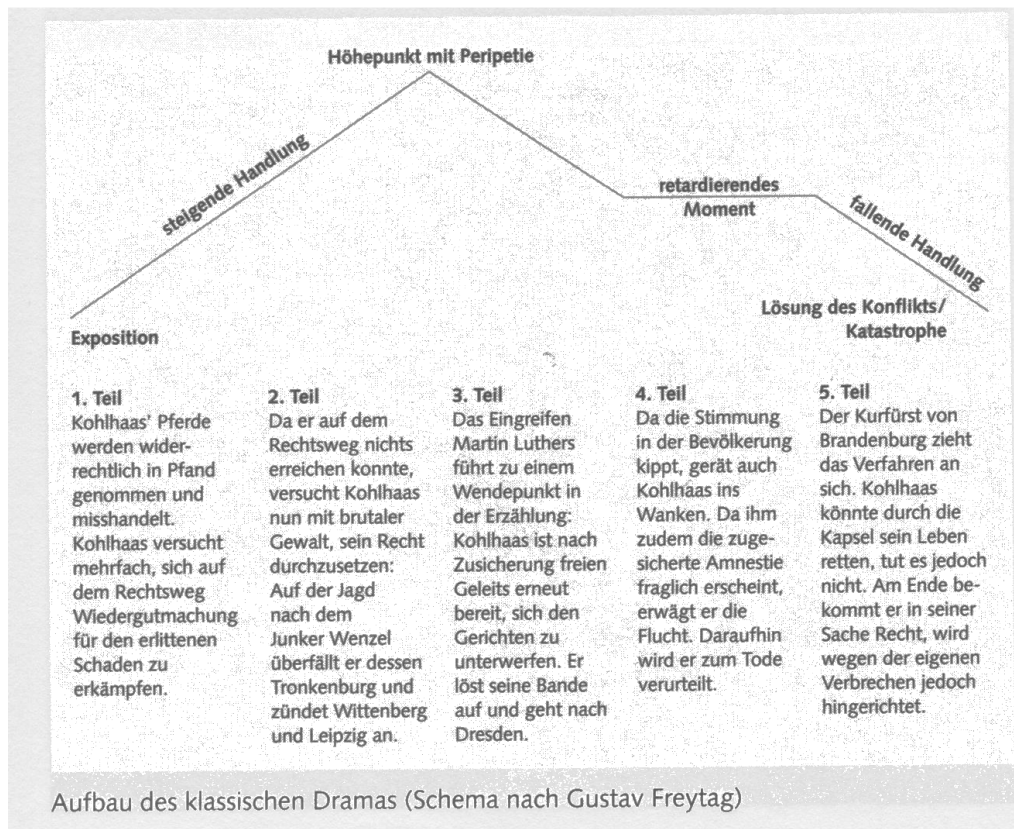 Höhepunkt mit Peripetie
steigende Handlung
retardierendes
Moment
fallende Handlung
Exposition
Lösung des Konflikts/
Katastrophe
1. Teil
Kohlhaas' Pferde
werden wider-
rechtlich in Pfand
genommen und
misshandelt.
Kohlhaas versucht
mehrfach, sich auf
dem Rechtsweg
Wiedergutmachung
für den erlittenen
Schaden zu
erkämpfen.
2. Teil
Da er auf dem
Rechtsweg nichts
erreichen konnte,
versucht Kohlhaas
nun mit brutaler
Gewalt, sein Recht
durchzusetzen:
Auf der Jagd
nach dem
Junker Wenzel
überfällt er dessen
Tronkenburg und
zündet Wittenberg
und Leipzig an.
3. Teil
Das Eingreifen
Martin Luthers
führt zu einem
Wendepunkt in
der Erzählung:
Kohlhaas ist nach
Zusicherung freien
Geleits erneut
bereit, sich den
Gerichten zu
unterwerfen. Er
löst seine Bande
auf und geht nach
Dresden.
4. Teil
Da die Stimmung
in der Bevölkerung
kippt, gerät auch
Kohlhaas ins
Wanken. Da ihm
zudem die zuge-
sicherte Amnestie
fraglich erscheint,
erwägt er die
Flucht. Daraufhin
wird er zum Tode
verurteilt.
5. Teil
Der Kurfürst von
Brandenburg zieht
das Verfahren an
sich. Kohlhaas
könnte durch die
Kapsel sein Leben
retten, tut es jedoch
nicht. Am Ende be-
kommt er in seiner
Sache Recht, wird
wegen der eigenen
Verbrechen jedoch
hingerichtet.
Aufbau des klassischen Dramas (Schema nach Gustav Freytag)